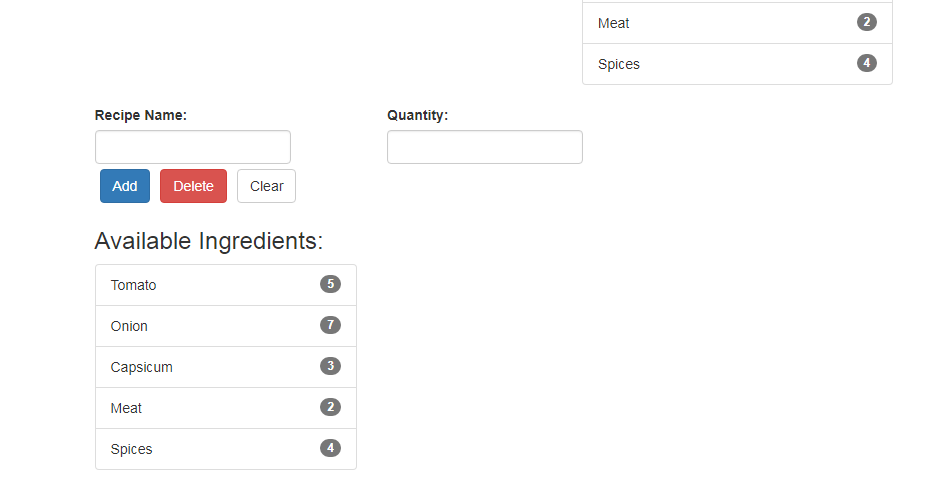 Meat 2
Spices 4
Recipe Name: Quantity:
Add Delete Clear
Available Ingredients:
Tomato 5
Onion 7
Capsicum 3
Meat 2
Spices 4